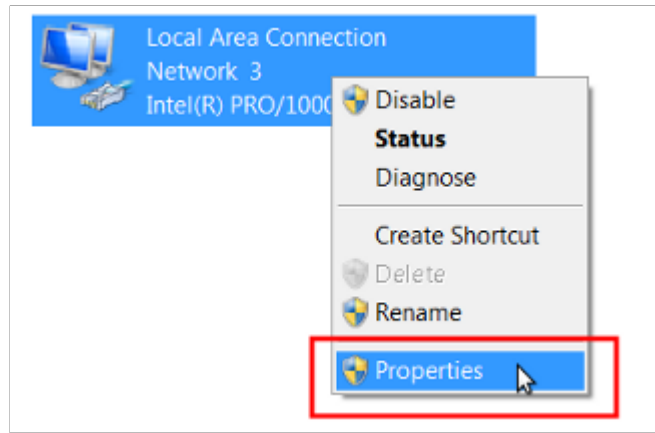 Local Area Connection
Network 3
Intel(R) PRO/1000
Disable
Status
Diagnose
Create Shortcut
Delete
Rename
Properties